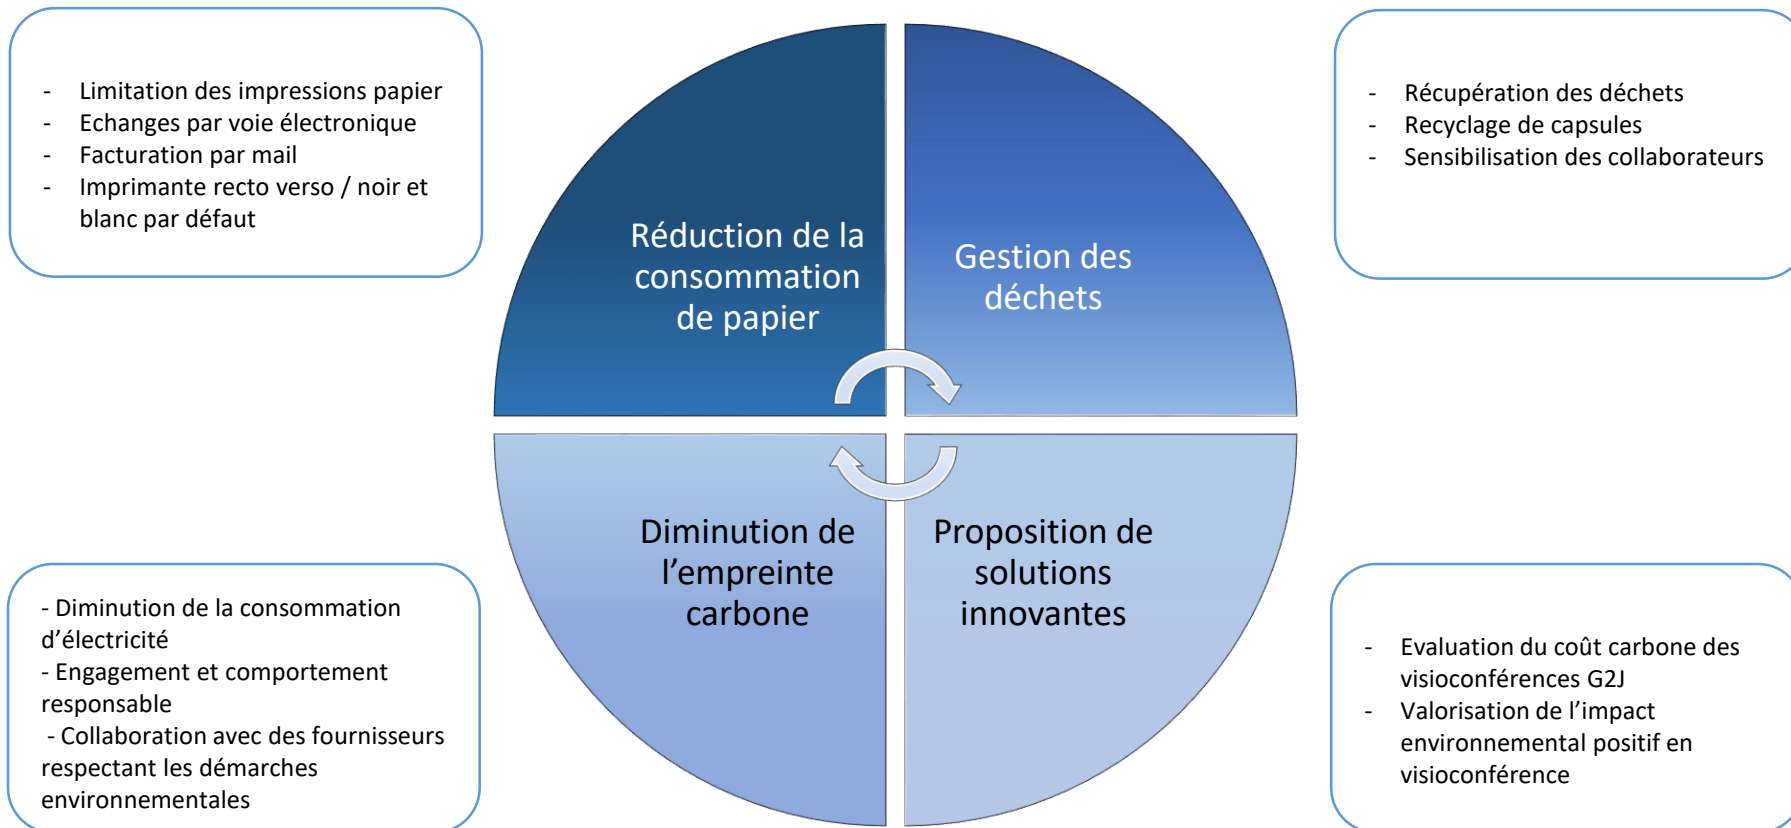 - Limitation des impressions papier
- Echanges par voie électronique
- Facturation par mail
- Imprimante recto verso / noir et
blanc par défaut
Réduction de la
consommation
de papier
Gestion des
déchets
- Récupération des déchets
- Recyclage de capsules
- Sensibilisation des collaborateurs
- Diminution de la consommation
d’électricité
- Engagement et comportement
responsable
- Collaboration avec des fournisseurs
respectant les démarches
environnementales
Diminution de
l’empreinte
carbone
Proposition de
solutions
innovantes
- Evaluation du coût carbone des
visioconférences G2J
- Valorisation de l’impact
environnemental positif en
visioconférence